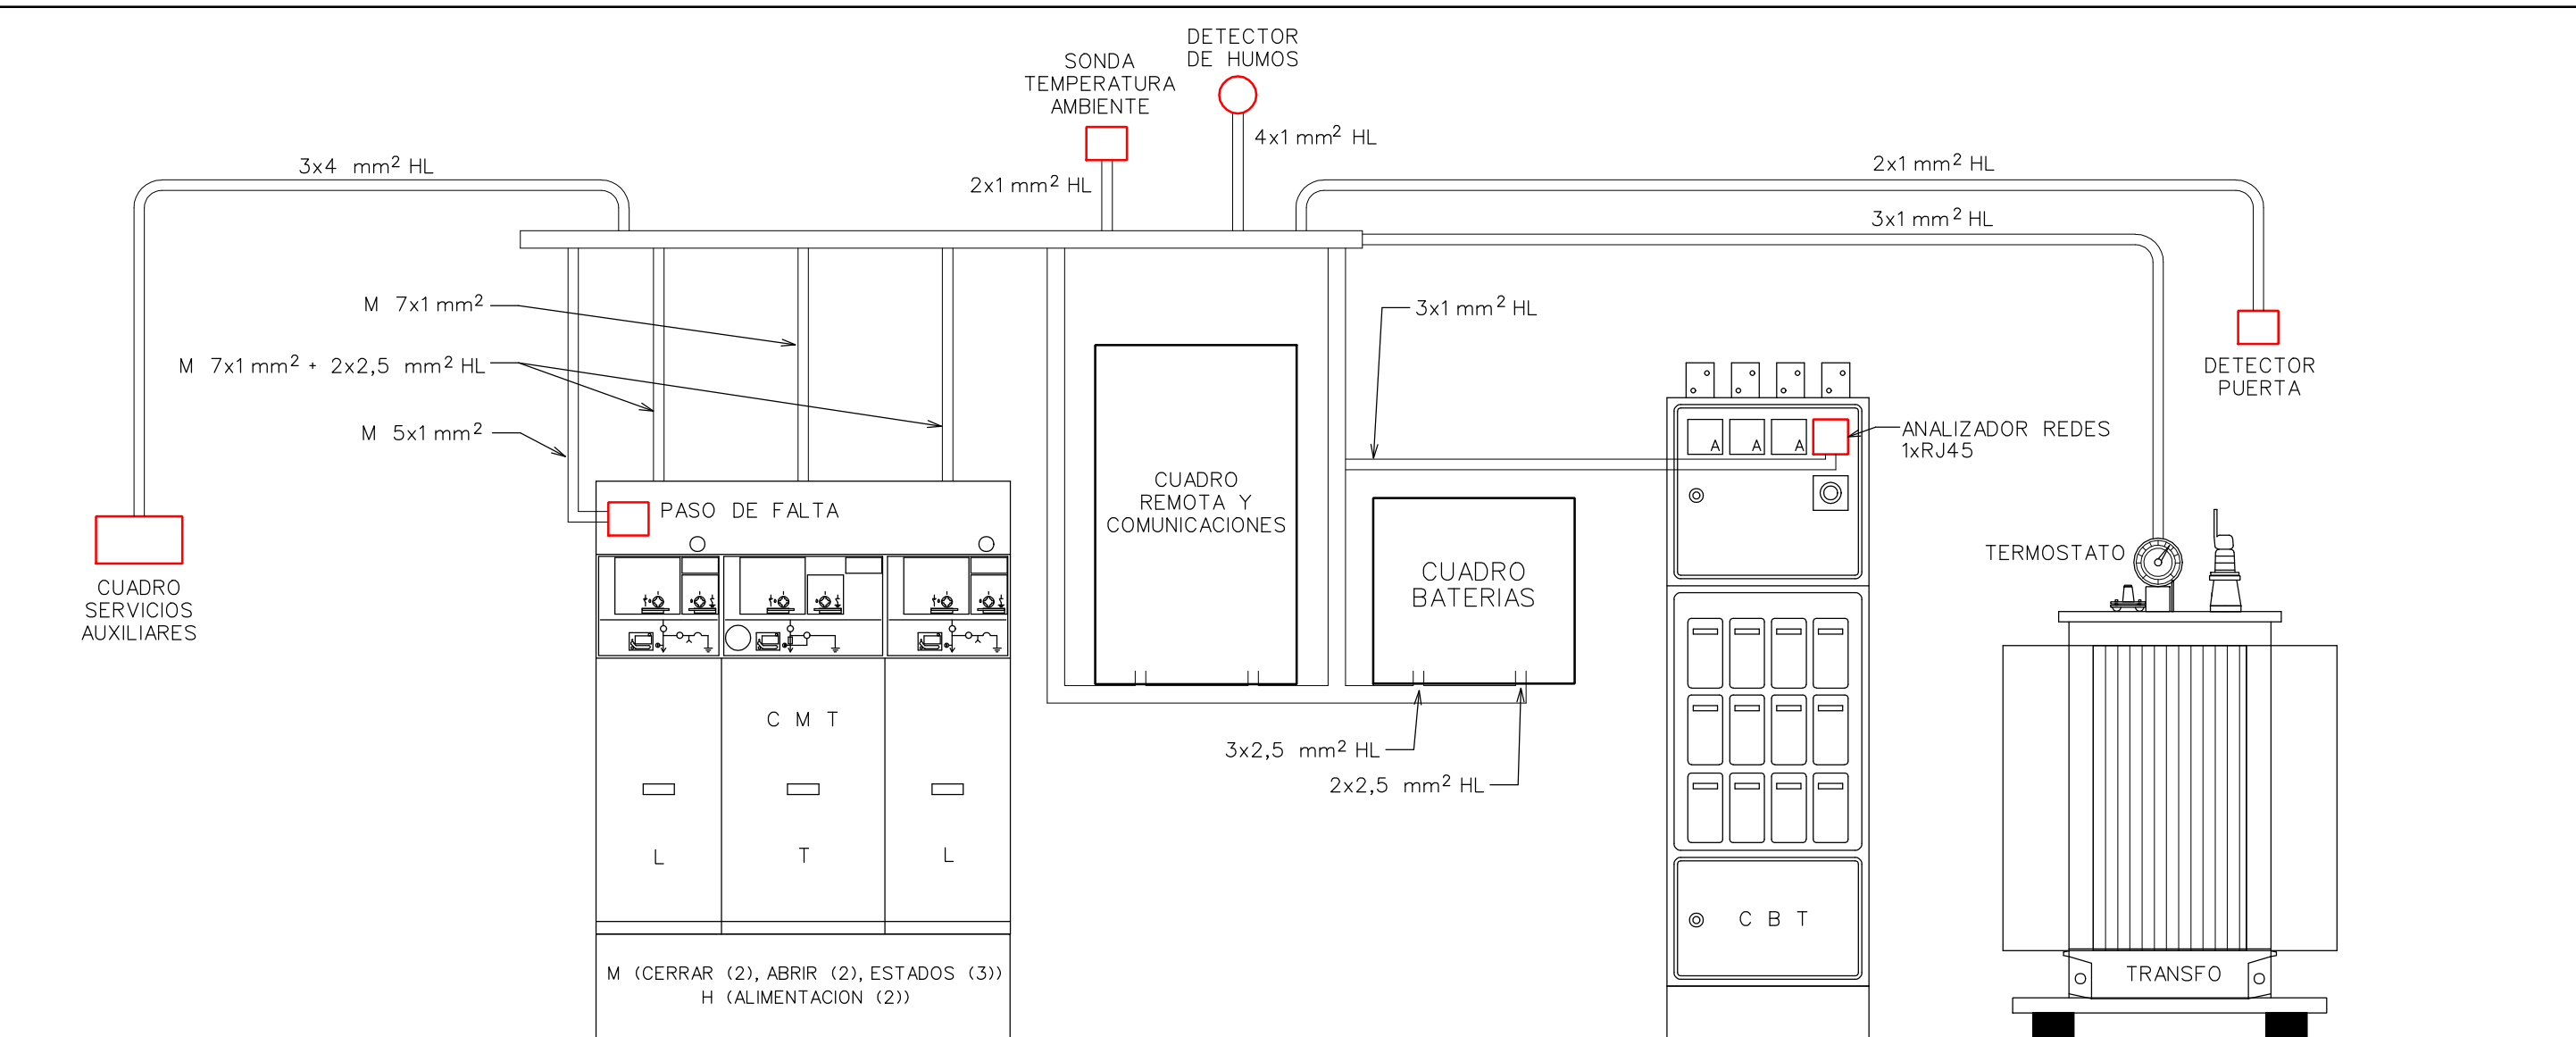 DETECTOR
DE HUMOS
SONDA
TEMPERATURA
AMBIENTE
4x1 mm² HL
3x4 mm² HL
2x1 mm² HL
2x1 mm² HL
3x1 mm² HL
M 7x1 mm²
3x1 mm² HL
M 7x1 mm² + 2x2,5 mm² HL
DETECTOR
PUERTA
M 5x1 mm²
A A A
ANALIZADOR REDES
1xRJ45
CUADRO
REMOTA Y
COMUNICACIONES
PASO DE FALTA
TERMOSTATO
CUADRO
BATERIAS
CUADRO
SERVICIOS
AUXILIARES
C M T
3x2,5 mm² HL
2x2,5 mm² HL
L T L
C B T
M (CERRAR (2), ABRIR (2), ESTADOS (3))
H (ALIMENTACION (2))
TRANSFO